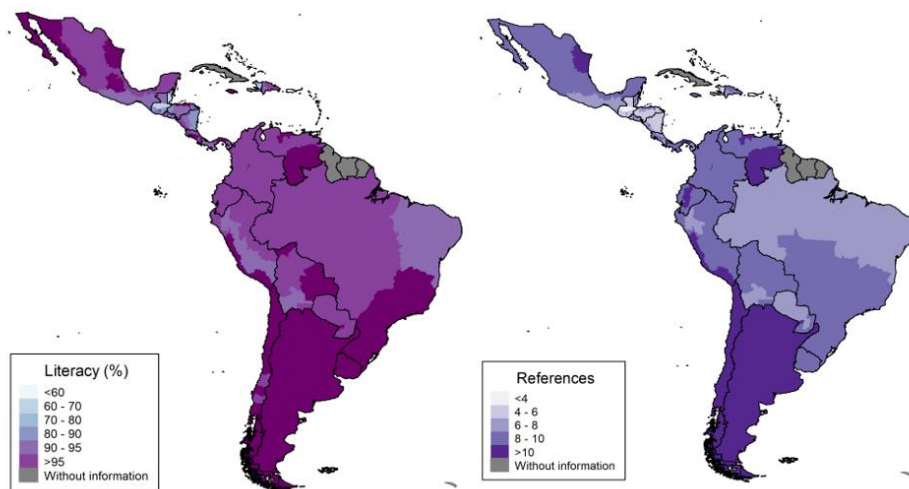 Literacy (%)
<60
60 - 70
70 - 80
80 - 90
90 - 95
>95
Without information
References
<4
4 - 6
6 - 8
8 - 10
>10
Without information